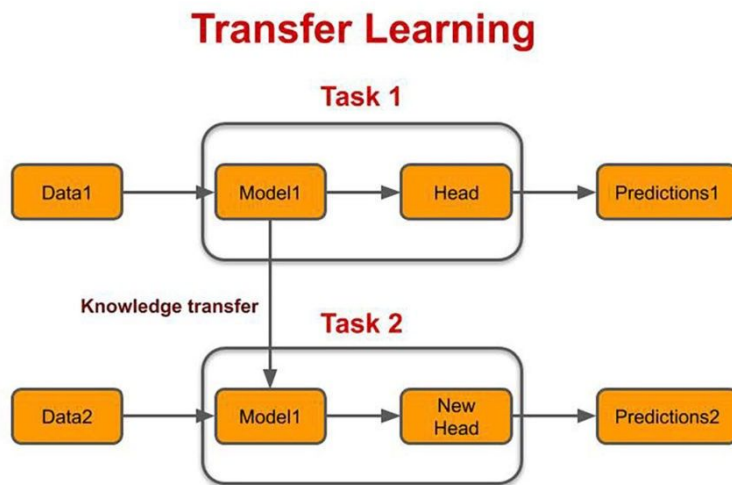 Transfer Learning
Task 1
Data1
Model1
Head
Predictions1
Knowledge transfer
Task 2
Data2
Model1
New
Head
Predictions2